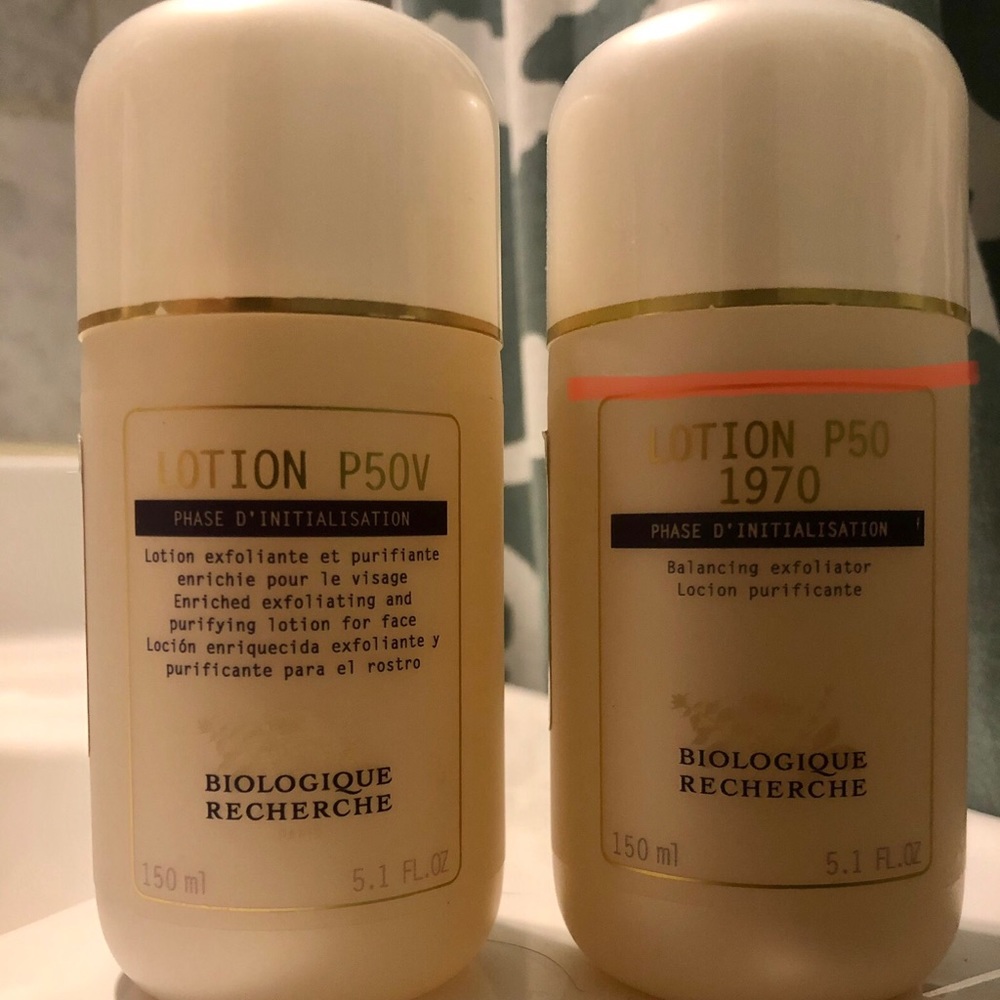 LOTION P50V
PHASE D'INITIALISATION
Lotion exfoliante et purifiante
enrichie pour le visage
Enriched exfoliating and
purifying lotion for face
Loción enriquecida exfoliante y
purificante para el rostro
BIOLOGIQUE
RECHERCHE
150 ml 5.1 FL.OZ
LOTION P50
1970
PHASE D'INITIALISATION
Balancing exfoliator
Locion purificante
BIOLOGIQUE
RECHERCHE
150 ml 5.1 FL.OZ